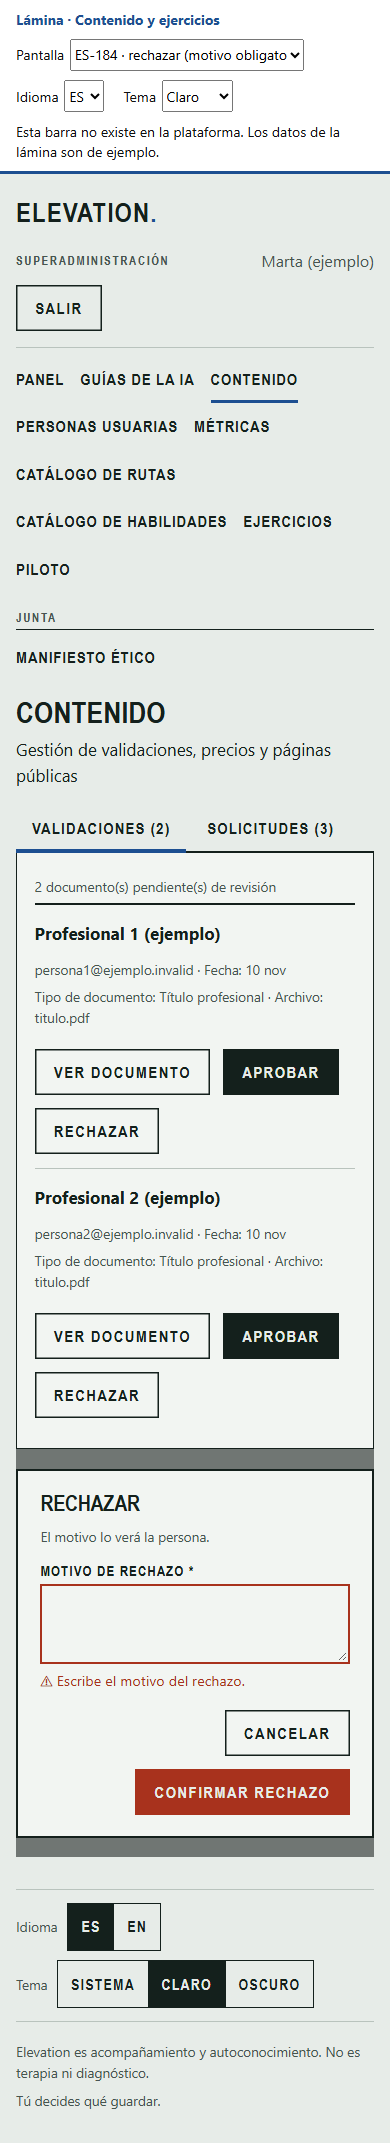 Lámina · Contenido y ejercicios
Pantalla ES-184 · rechazar (motivo obligato
Idioma ES Tema Claro
Esta barra no existe en la plataforma. Los datos de la
lámina son de ejemplo.
ELEVATION.
SUPERADMINISTRACIÓN Marta (ejemplo)
SALIR
PANEL GUÍAS DE LA IA CONTENIDO
PERSONAS USUARIAS MÉTRICAS
CATÁLOGO DE RUTAS
CATÁLOGO DE HABILIDADES EJERCICIOS
PILOTO
JUNTA
MANIFIESTO ÉTICO
CONTENIDO
Gestión de validaciones, precios y páginas
públicas
VALIDACIONES (2) SOLICITUDES (3)
2 documento(s) pendiente(s) de revisión
Profesional 1 (ejemplo)
persona1@ejemplo.invalid · Fecha: 10 nov
Tipo de documento: Título profesional · Archivo:
titulo.pdf
VER DOCUMENTO APROBAR
RECHAZAR
Profesional 2 (ejemplo)
persona2@ejemplo.invalid · Fecha: 10 nov
Tipo de documento: Título profesional · Archivo:
titulo.pdf
VER DOCUMENTO APROBAR
RECHAZAR
RECHAZAR
El motivo lo verá la persona.
MOTIVO DE RECHAZO *
⚠ Escribe el motivo del rechazo.
CANCELAR
CONFIRMAR RECHAZO
Idioma ES EN
Tema SISTEMA CLARO OSCURO
Elevation es acompañamiento y autoconocimiento. No es
terapia ni diagnóstico.
Tú decides qué guardar.